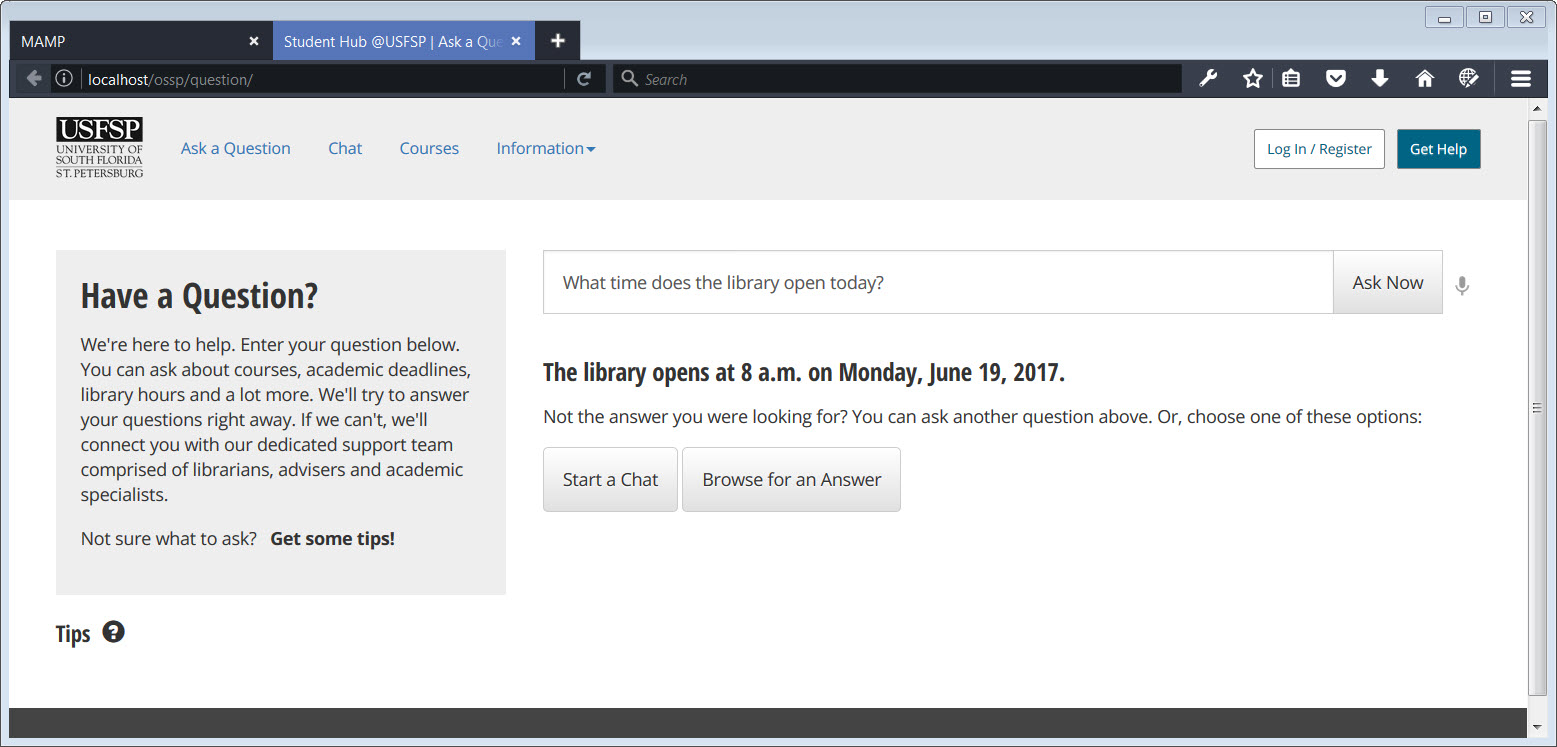 MAMP
Student Hub @USFSP | Ask a Que
localhost/ossp/question/
Search
USFSP
UNIVERSITY OF
SOUTH FLORIDA
ST. PETERSBURG
Ask a Question
Chat
Courses
Information
Log In / Register
Get Help
Have a Question?
We're here to help. Enter your question below.
You can ask about courses, academic deadlines,
library hours and a lot more. We'll try to answer
your questions right away. If we can't, we'll
connect you with our dedicated support team
comprised of librarians, advisers and academic
specialists.
Not sure what to ask? Get some tips!
Tips
What time does the library open today?
Ask Now
The library opens at 8 a.m. on Monday, June 19, 2017.
Not the answer you were looking for? You can ask another question above. Or, choose one of these options:
Start a Chat
Browse for an Answer